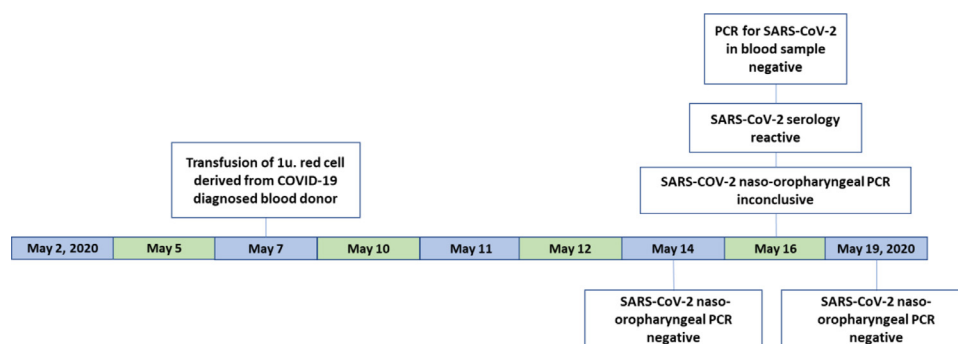 PCR for SARS-CoV-2
in blood sample
negative
SARS-CoV-2 serology
reactive
Transfusion of 1u. red cell
derived from COVID-19
diagnosed blood donor
SARS-COV-2 naso-oropharyngeal PCR
inconclusive
May 2, 2020 May 5 May 7 May 10 May 11 May 12 May 14 May 16 May 19, 2020
SARS-CoV-2 naso-
oropharyngeal PCR
negative
SARS-CoV-2 naso-
oropharyngeal PCR
negative